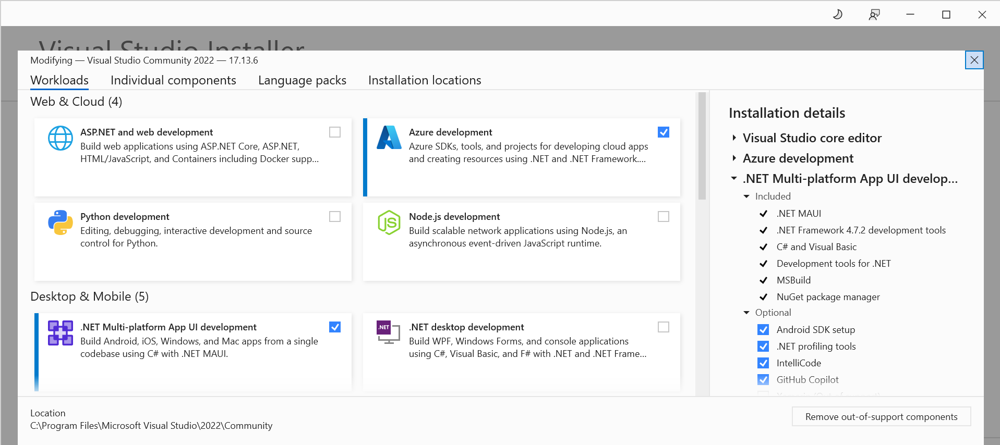 Visual Studio Installer
Modifying — Visual Studio Community 2022 — 17.13.6
Workloads
Individual components
Language packs
Installation locations
Web & Cloud (4)
ASP.NET and web development
Build web applications using ASP.NET Core, ASP.NET,
HTML/JavaScript, and Containers including Docker supp...
Azure development
Azure SDKs, tools, and projects for developing cloud apps
and creating resources using .NET and .NET Framework....
Python development
Editing, debugging, interactive development and source
control for Python.
JS
Node.js development
Build scalable network applications using Node.js, an
asynchronous event-driven JavaScript runtime.
Desktop & Mobile (5)
.NET Multi-platform App UI development
Build Android, iOS, Windows, and Mac apps from a single
codebase using C# with .NET MAUI.
.NET
.NET desktop development
Build WPF, Windows Forms, and console applications
using C#, Visual Basic, and F# with .NET and .NET Frame...
Installation details
Visual Studio core editor
Azure development
.NET Multi-platform App UI develop...
Included
.NET MAUI
.NET Framework 4.7.2 development tools
C# and Visual Basic
Development tools for .NET
MSBuild
NuGet package manager
Optional
Android SDK setup
.NET profiling tools
IntelliCode
GitHub Copilot
Location
C:\Program Files\Microsoft Visual Studio\2022\Community
Remove out-of-support components